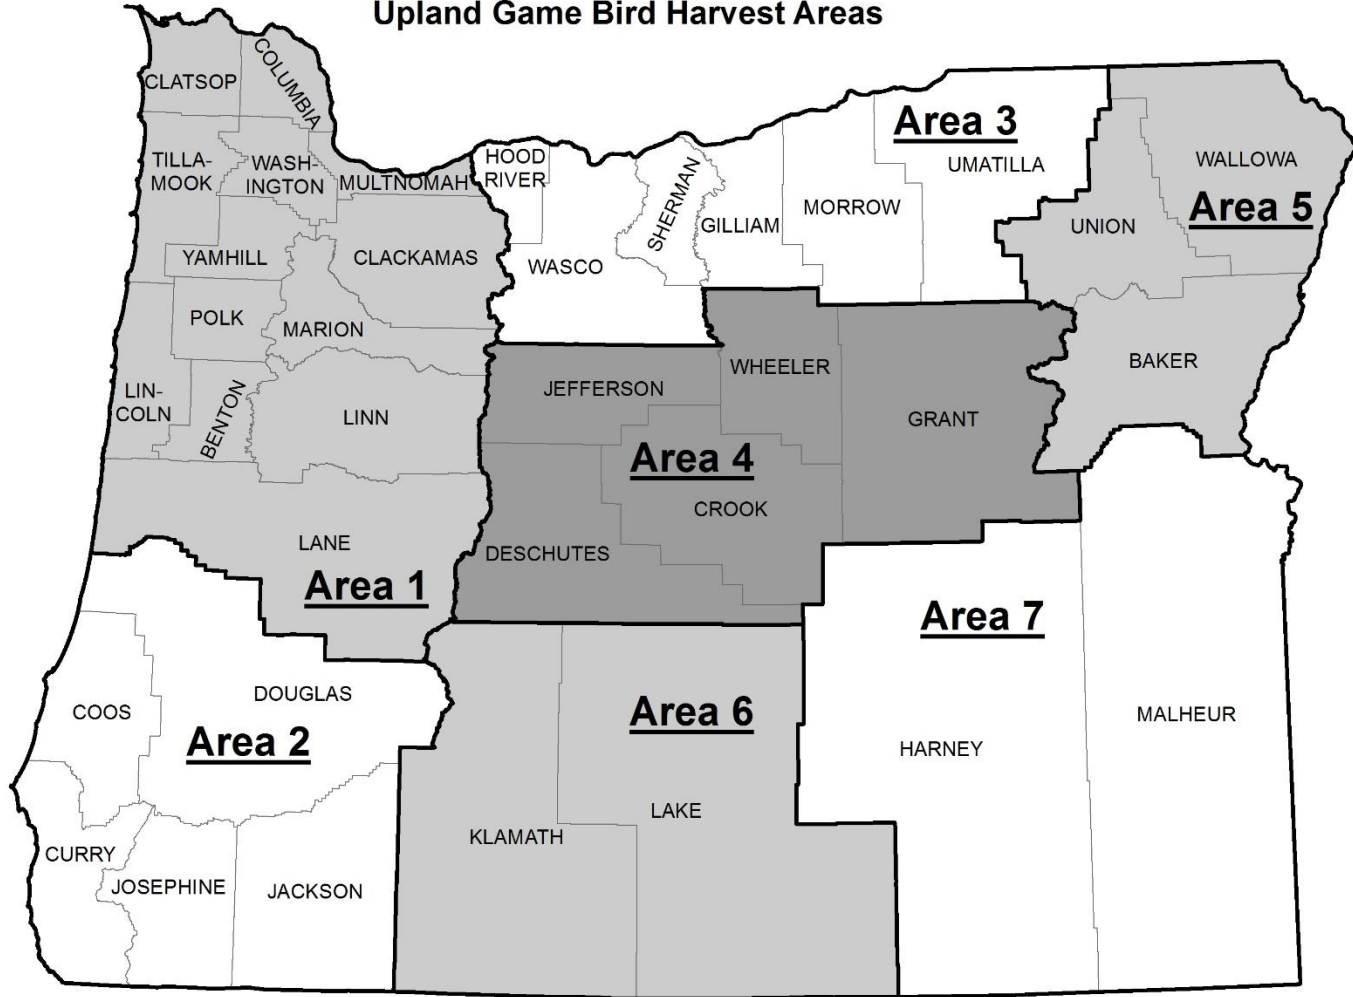 Upland Game Bird Harvest Areas
CLATSOP
COLUMBIA
TILLA-
MOOK
WASH-
INGTON
MULTNOMAH
HOOD
RIVER
SHERMAN
GILLIAM
MORROW
Area 3
UMATILLA
WALLOWA
Area 5
UNION
YAMHILL
CLACKAMAS
WASCO
POLK
MARION
WHEELER
BAKER
LIN-
COLN
BENTON
LINN
JEFFERSON
GRANT
Area 4
CROOK
DESCHUTES
LANE
Area 1
Area 7
COOS
DOUGLAS
Area 2
Area 6
HARNEY
MALHEUR
KLAMATH
LAKE
CURRY
JOSEPHINE
JACKSON